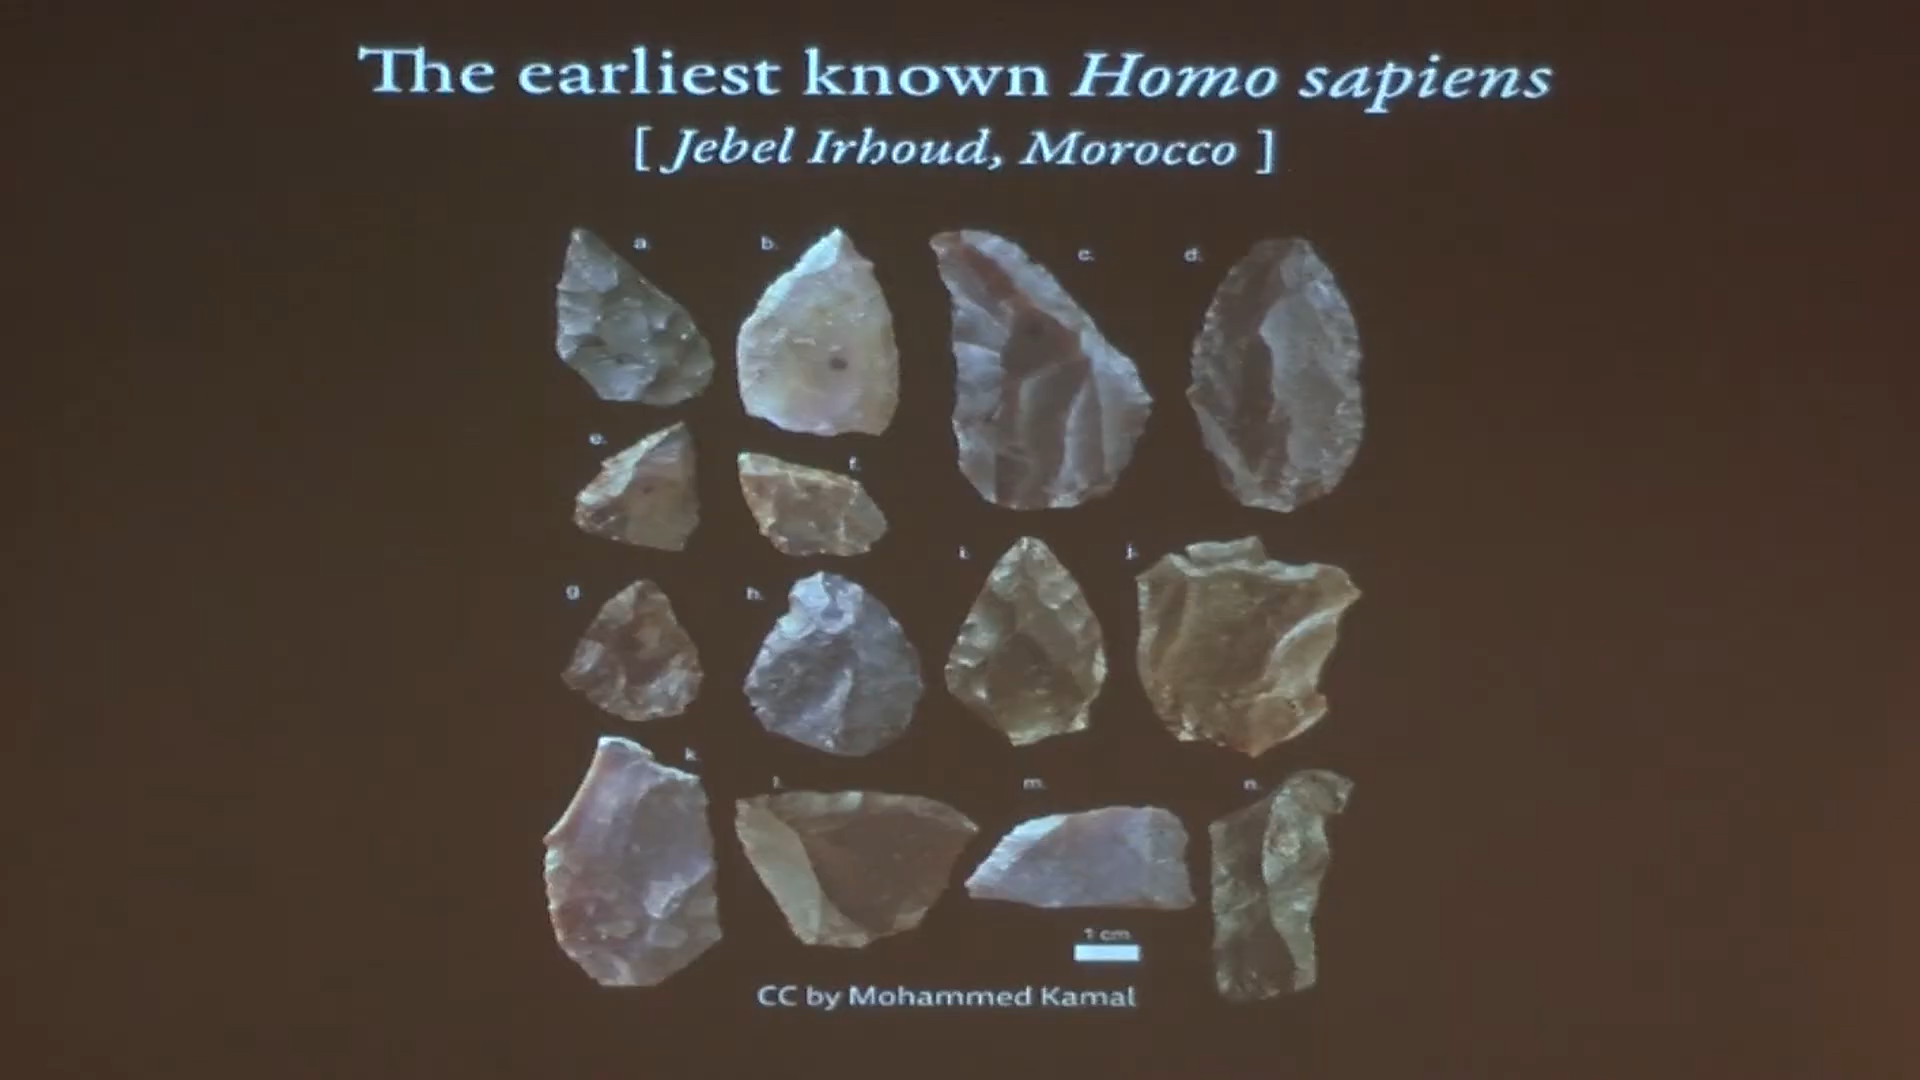 The earliest known Homo sapiens
[ Jebel Irhoud, Morocco ]
a.
b.
c.
d.
e.
f.
g
h.
i.
j.
k.
l.
m.
n.
1 cm
CC by Mohammed Kamal